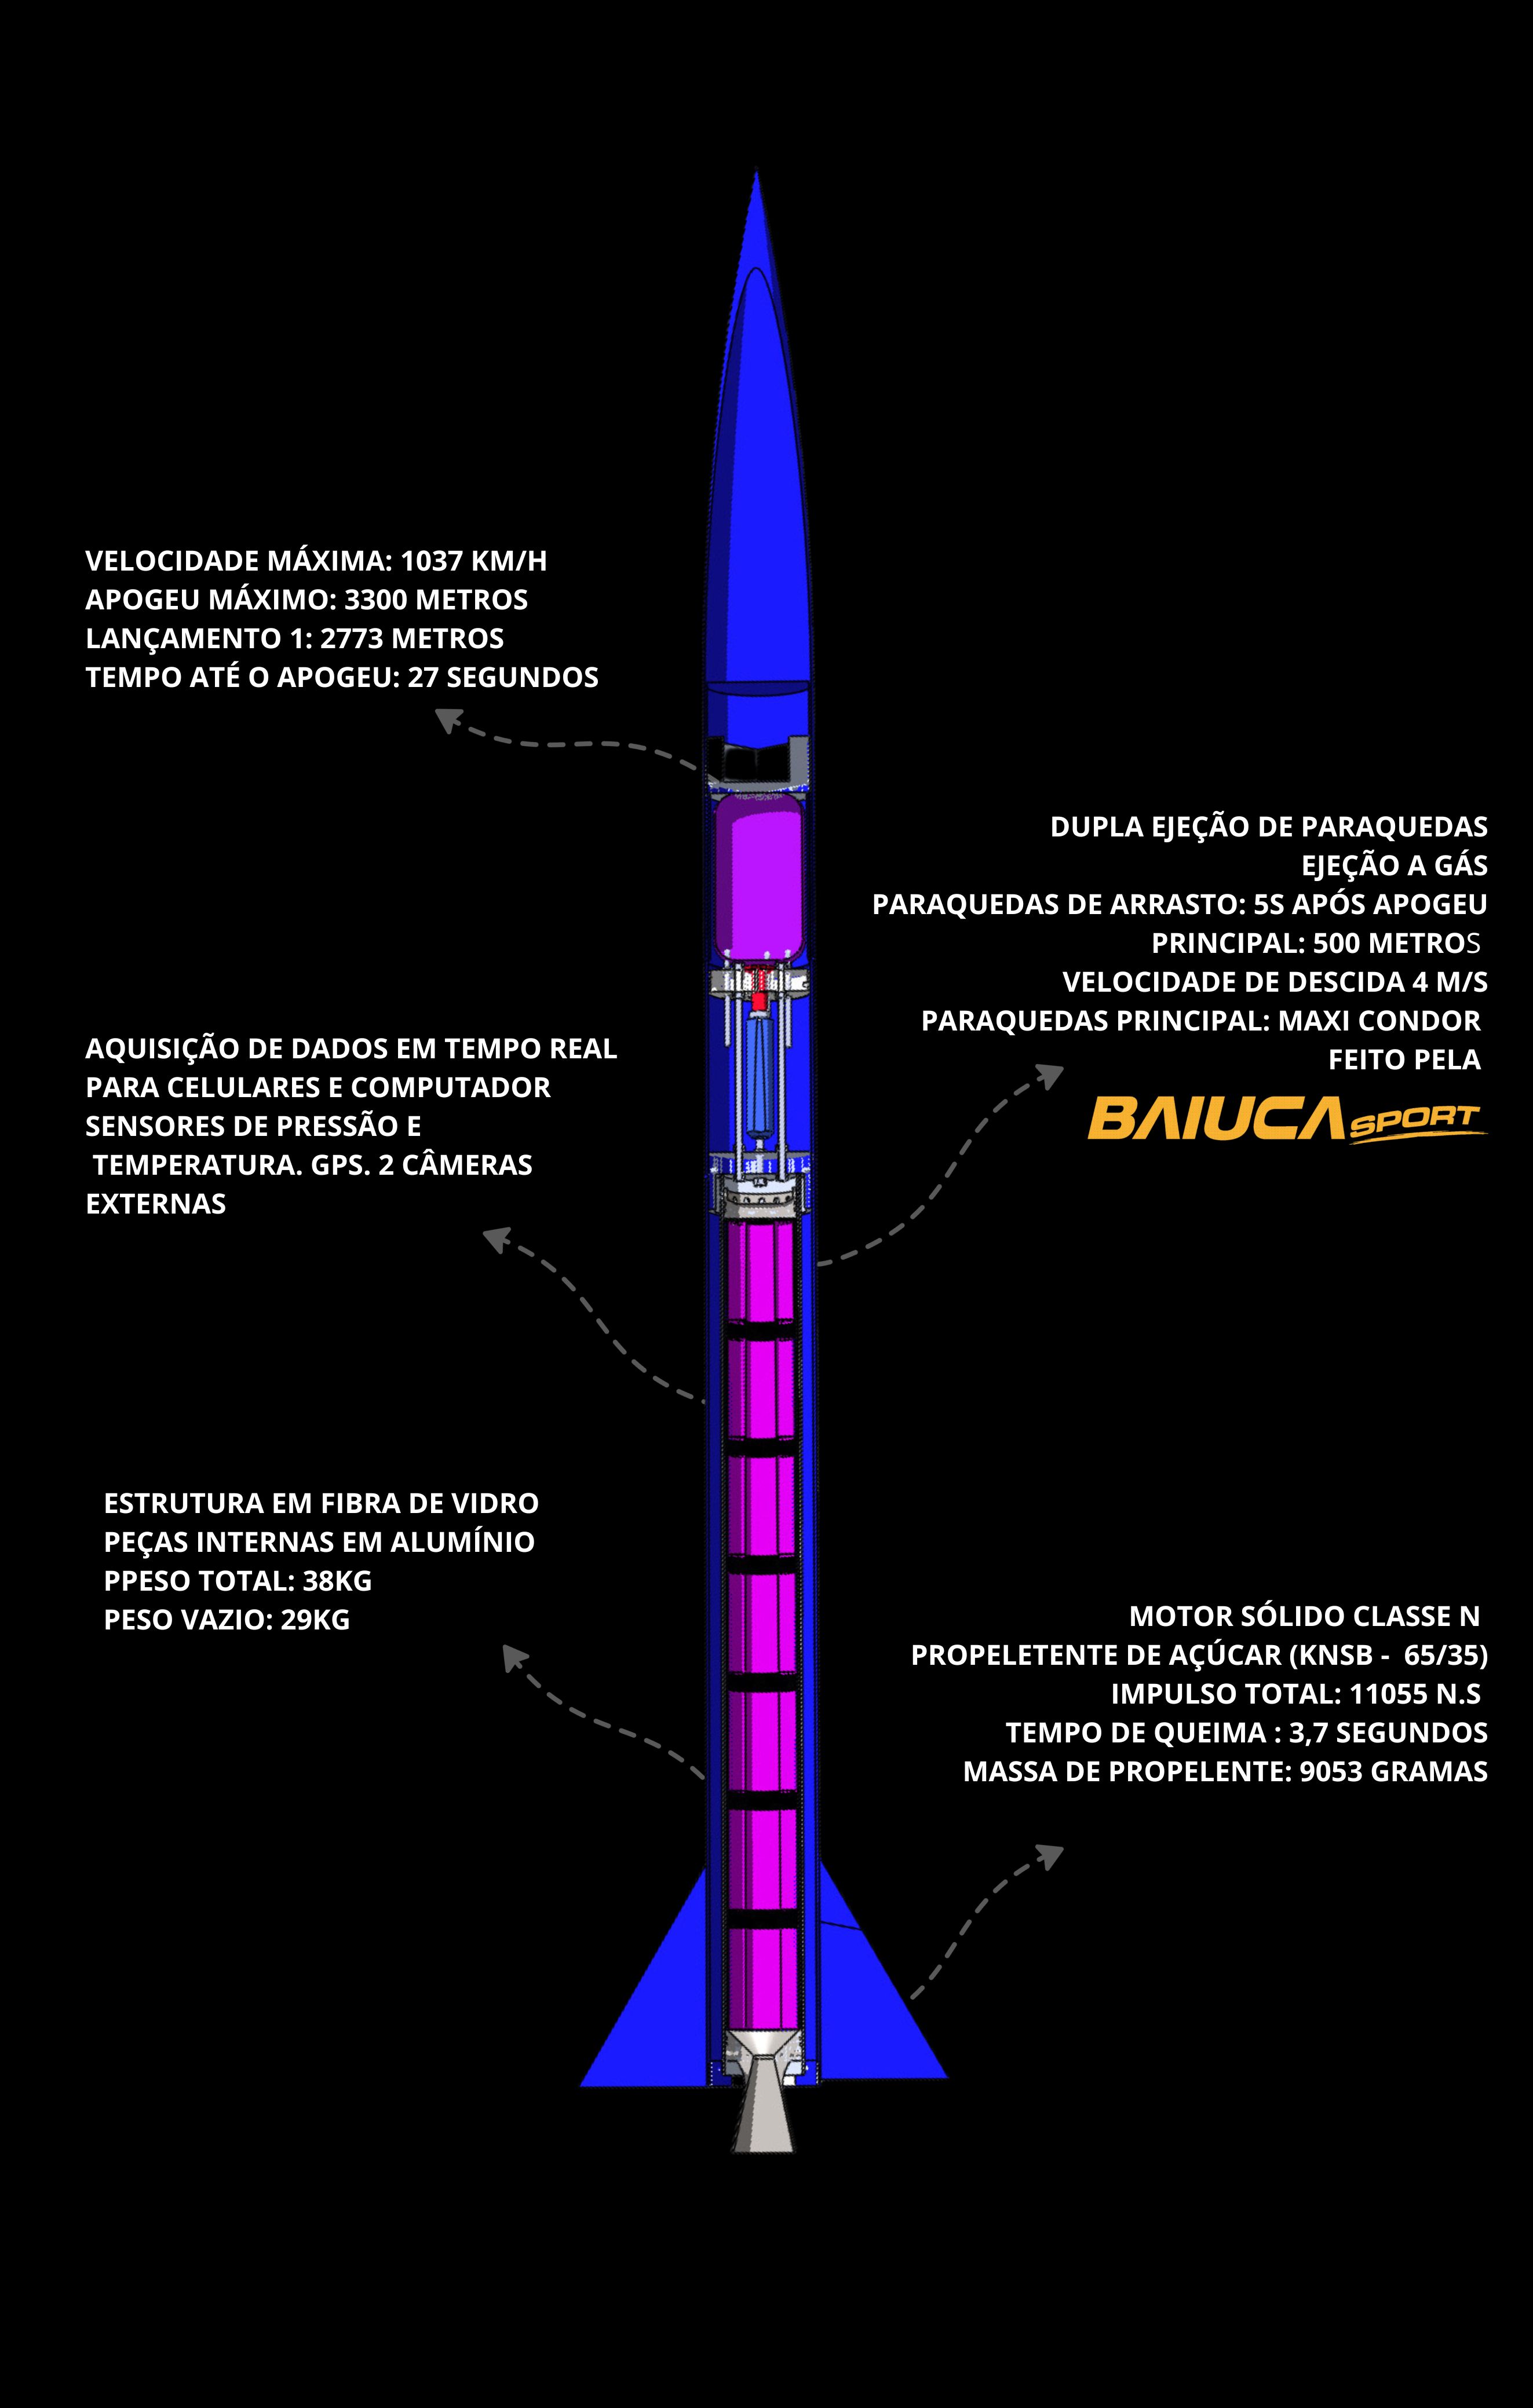 VELOCIDADE MÁXIMA: 1037 KM/H
APOGEU MÁXIMO: 3300 METROS
LANÇAMENTO 1: 2773 METROS
TEMPO ATÉ O APOGEU: 27 SEGUNDOS
DUPLA EJEÇÃO DE PARAQUEDAS
EJEÇÃO A GÁS
PARAQUEDAS DE ARRASTO: 5S APÓS APOGEU
PRINCIPAL: 500 METROS
VELOCIDADE DE DESCIDA 4 M/S
PARAQUEDAS PRINCIPAL: MAXI CONDOR
FEITO PELA
BAIUCA SPORT
AQUISIÇÃO DE DADOS EM TEMPO REAL
PARA CELULARES E COMPUTADOR
SENSORES DE PRESSÃO E
TEMPERATURA. GPS. 2 CÂMERAS
EXTERNAS
ESTRUTURA EM FIBRA DE VIDRO
PEÇAS INTERNAS EM ALUMÍNIO
PPESO TOTAL: 38KG
PESO VAZIO: 29KG
MOTOR SÓLIDO CLASSE N
PROPELETENTE DE AÇÚCAR (KNSB -  65/35)
IMPULSO TOTAL: 11055 N.S
TEMPO DE QUEIMA : 3,7 SEGUNDOS
MASSA DE PROPELENTE: 9053 GRAMAS